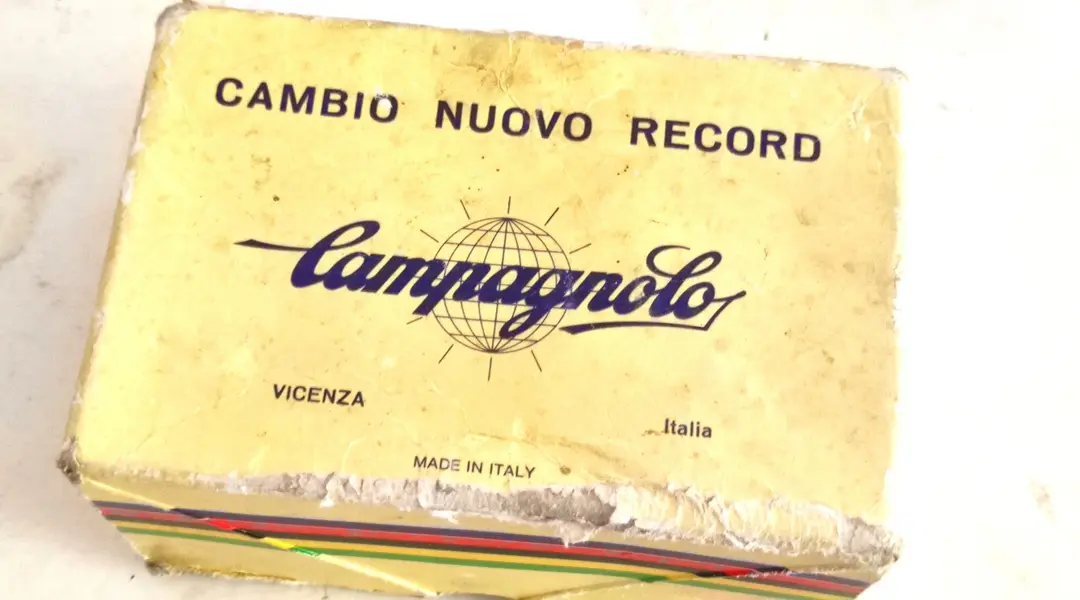 CAMBIO NUOVO RECORD
Campagnolo
VICENZA
Italia
MADE IN ITALY